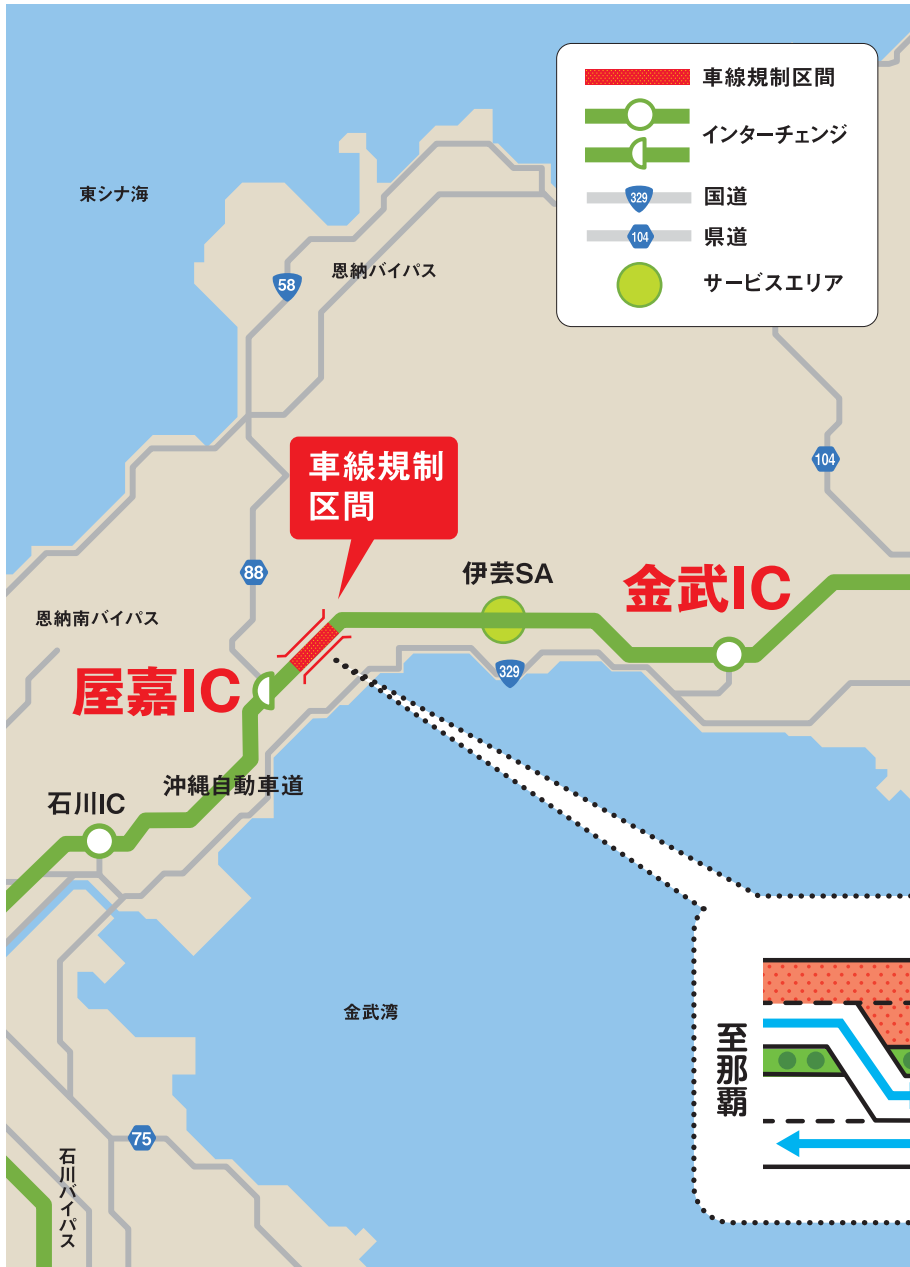 車線規制区間
インターチェンジ
329
国道
104
県道
サービスエリア
東シナ海
恩納バイパス
58
車線規制
区間
104
88
伊芸SA
金武IC
恩納南バイパス
329
屋嘉IC
沖縄自動車道
石川IC
金武湾
至那覇
75
石川バイパス